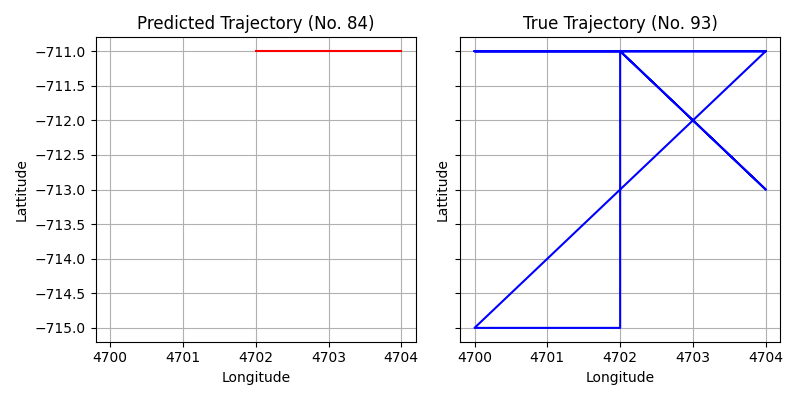 Predicted Trajectory (No. 84)
−711.0
−711.5
−712.0
−712.5
−713.0
−713.5
−714.0
−714.5
−715.0
Lattitude
4700 4701 4702 4703 4704
Longitude
True Trajectory (No. 93)
Lattitude
4700 4701 4702 4703 4704
Longitude